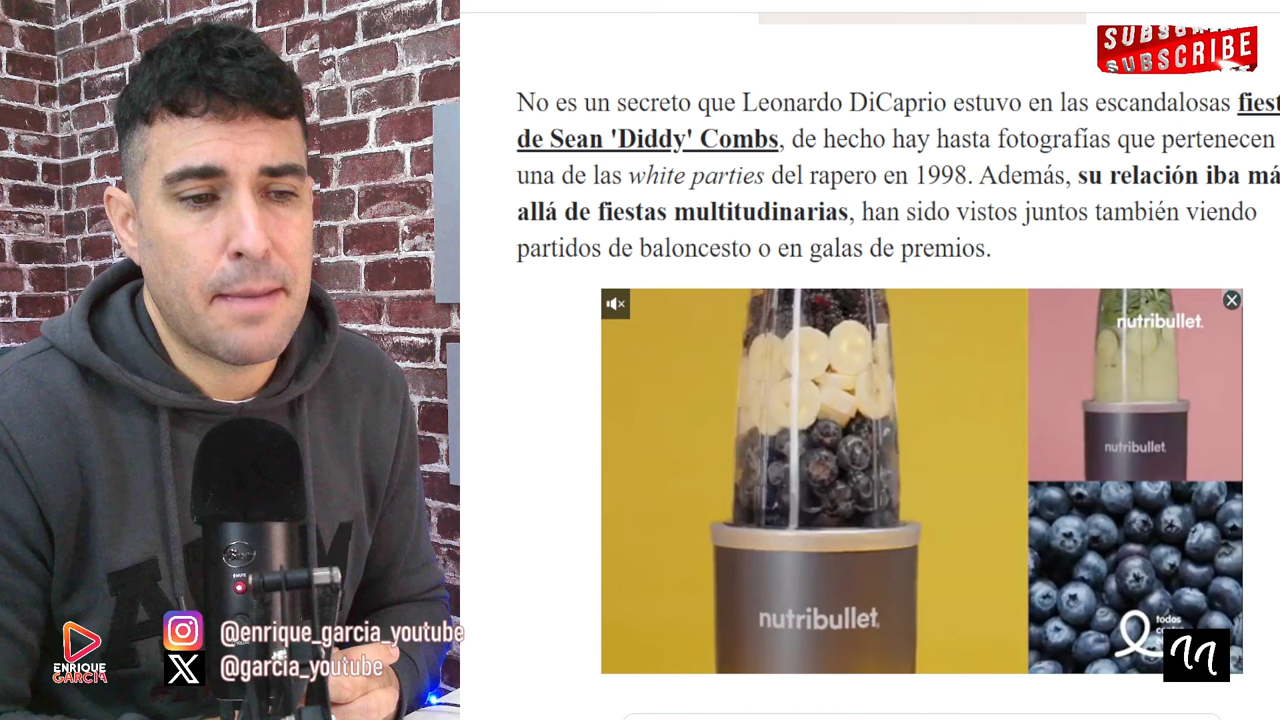 SUBSCRIBE
SUBSCRIBE
No es un secreto que Leonardo DiCaprio estuvo en las escandalosas
de Sean 'Diddy' Combs, de hecho hay hasta fotografías que pertenecen
una de las white parties del rapero en 1998. Además, su relación iba
allá de fiestas multitudinarias, han sido vistos juntos también viendo
partidos de baloncesto o en galas de premios.
nutribullet.
nutribullet.
nutribullet.
todos
@enrique_garcia_youtube
@garcia_youtube
ENRIQUE
GARCIA